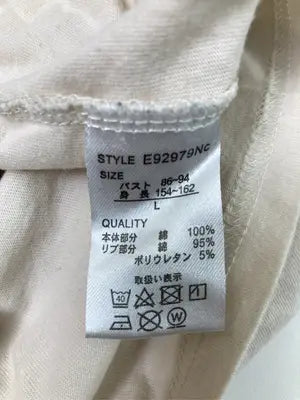 STYLE E92979NC
SIZE
バスト 86-94
身 長 154~162
L
QUALITY
本体部分 綿 100%
リブ部分 綿 95%
ポリウレタン 5%
取扱い表示
40